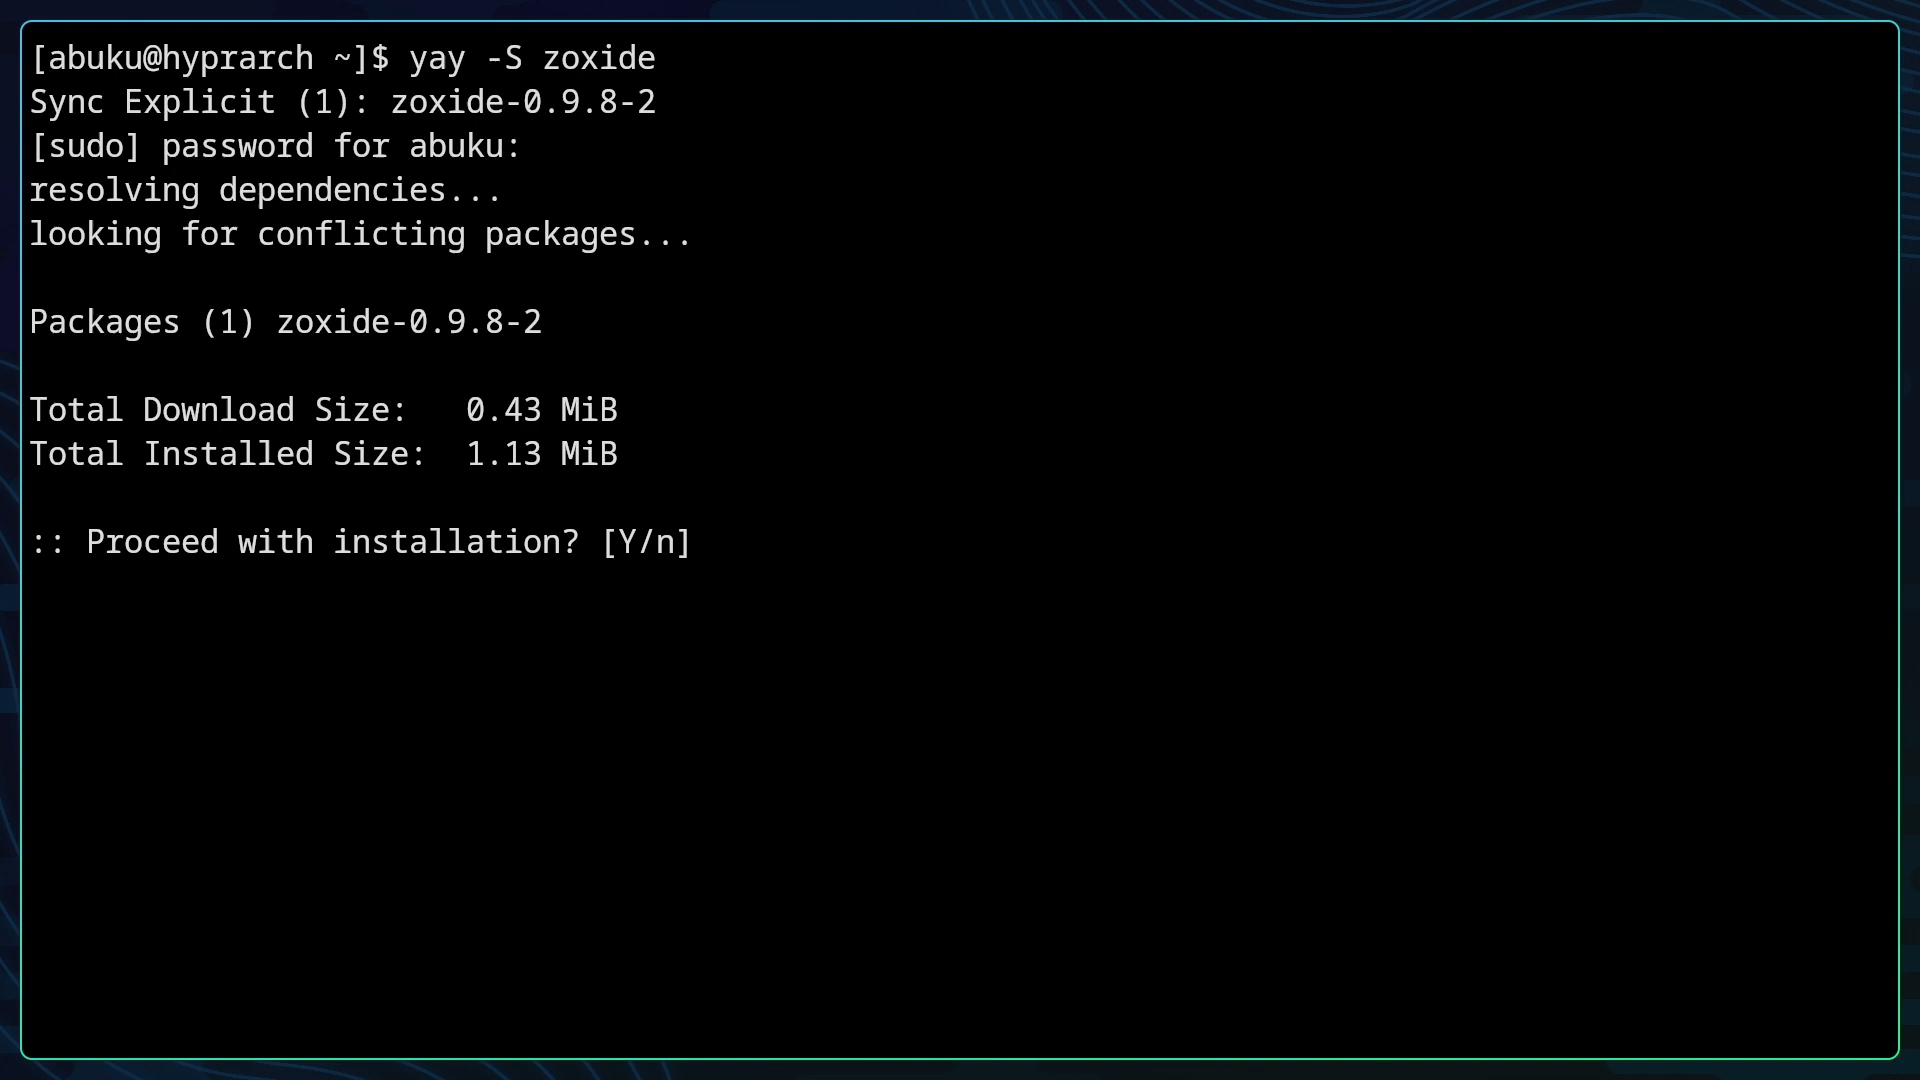 [abuku@hyprarch ~]$ yay -S zoxide
Sync Explicit (1): zoxide-0.9.8-2
[sudo] password for abuku:
resolving dependencies...
looking for conflicting packages...
Packages (1) zoxide-0.9.8-2
Total Download Size:   0.43 MiB
Total Installed Size:  1.13 MiB
:: Proceed with installation? [Y/n]